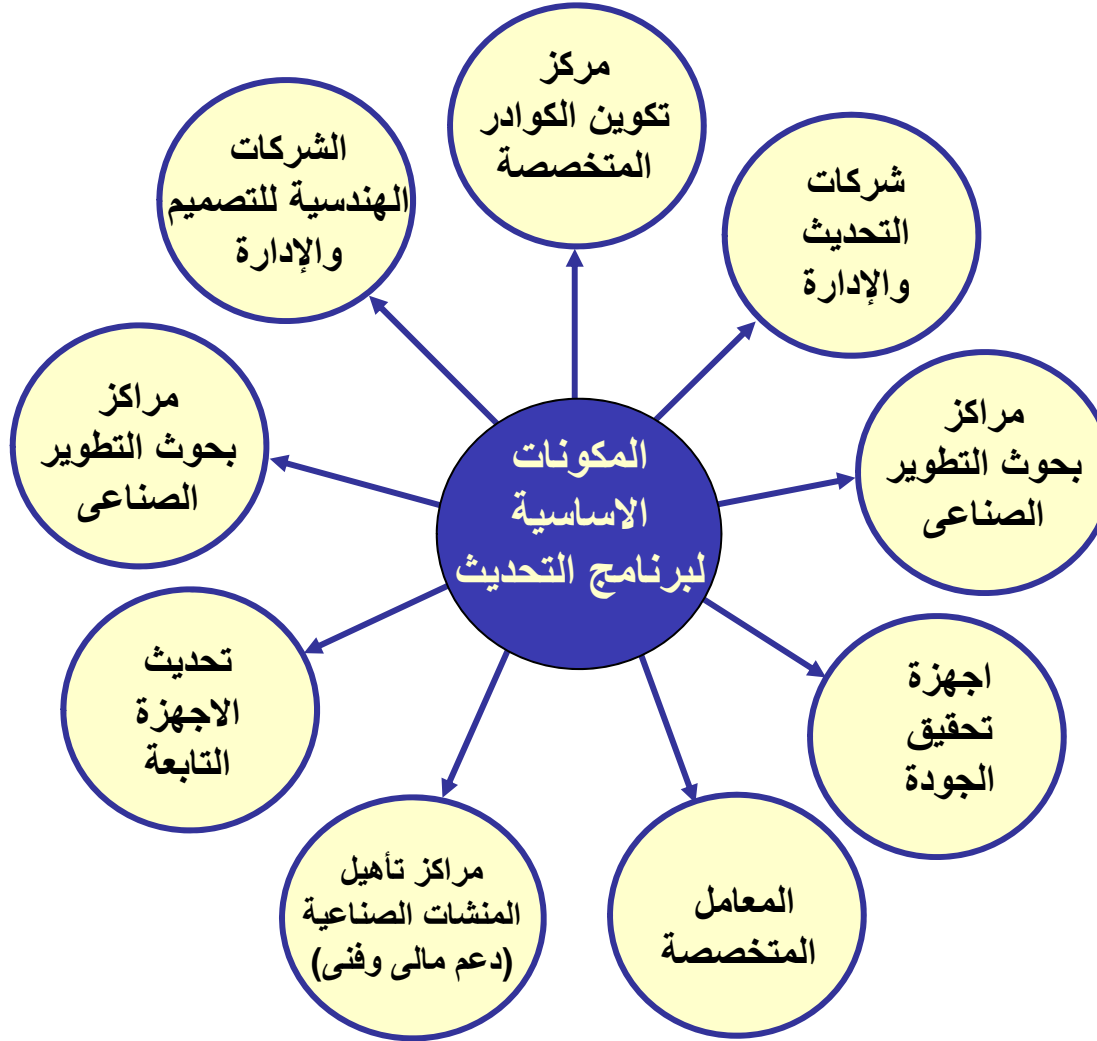 مركز
تكوين الكوادر
المتخصصة
شركات
التحديث
والإدارة
مراكز
بحوث التطوير
الصناعى
اجهزة
تحقيق
الجودة
المعامل
المتخصصة
مراكز تأهيل
المنشات الصناعية
(دعم مالى وفنى)
تحديث
الاجهزة
التابعة
مراكز
بحوث التطوير
الصناعى
الشركات
الهندسية للتصميم
والإدارة
المكونات
الاساسية
لبرنامج التحديث